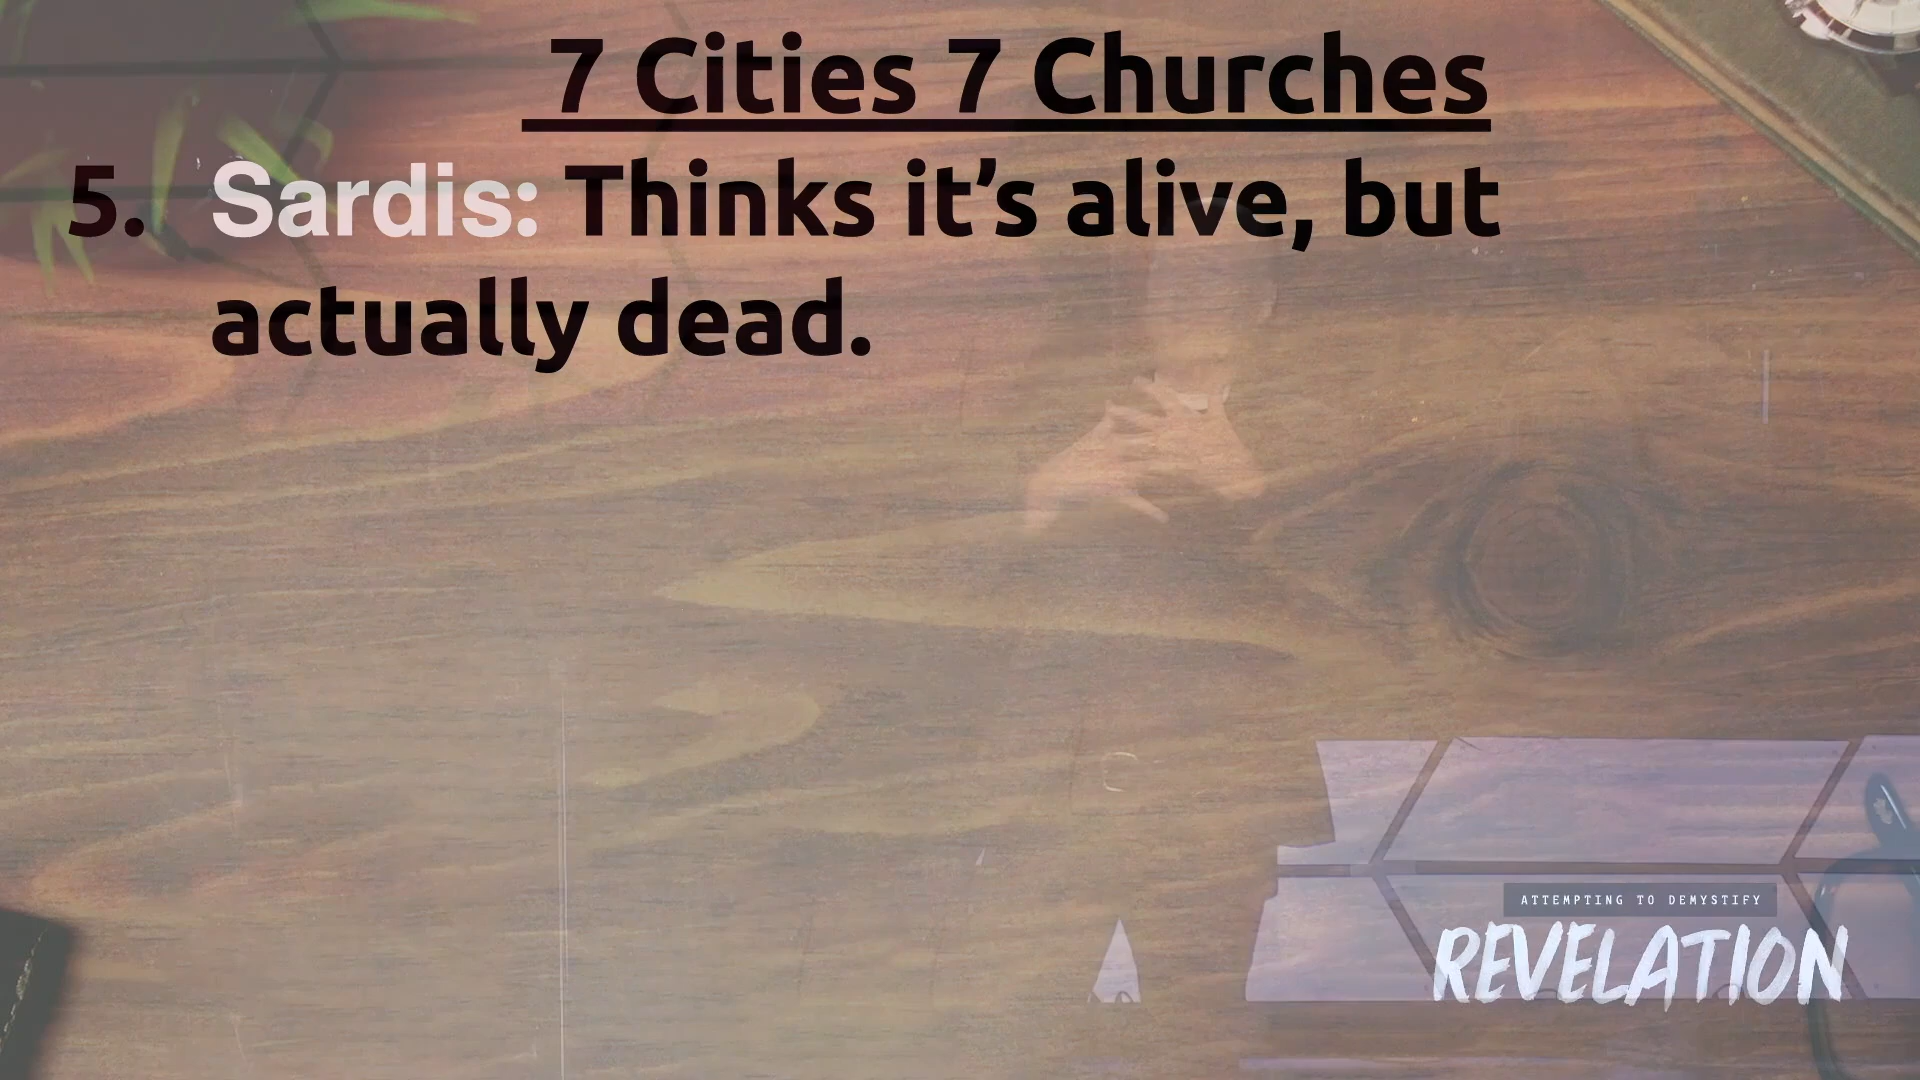 7 Cities 7 Churches
5. Sardis: Thinks it’s alive, but
actually dead.
ATTEMPTING TO DEMYSTIFY
REVELATION